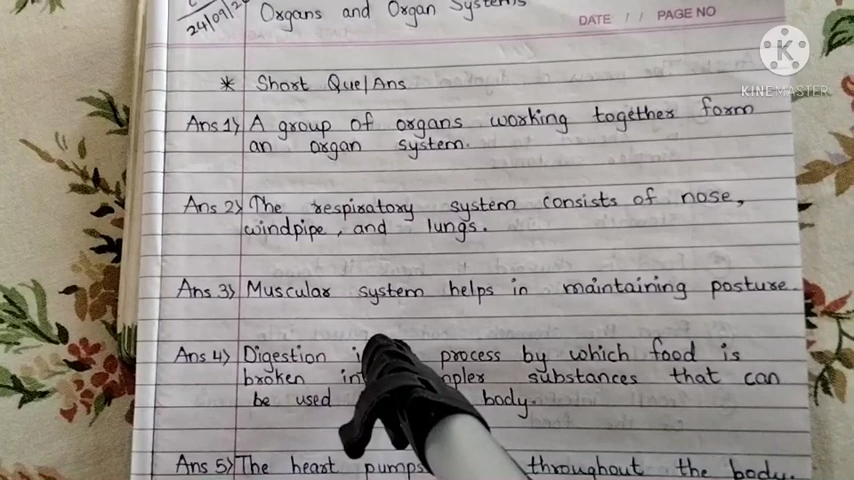 24/09/20
Organs and Organ Systems
DATE / / PAGE NO
KINEMASTER
* Short Que/Ans
Ans 1) A group of organs working together form
an organ system.
Ans 2) The respiratory system consists of nose,
windpipe, and lungs.
Ans 3) Muscular system helps in maintaining posture.
Ans 4) Digestion process by which food is
broken substances that can
be used body.
Ans 5) The heart pumps throughout the body.